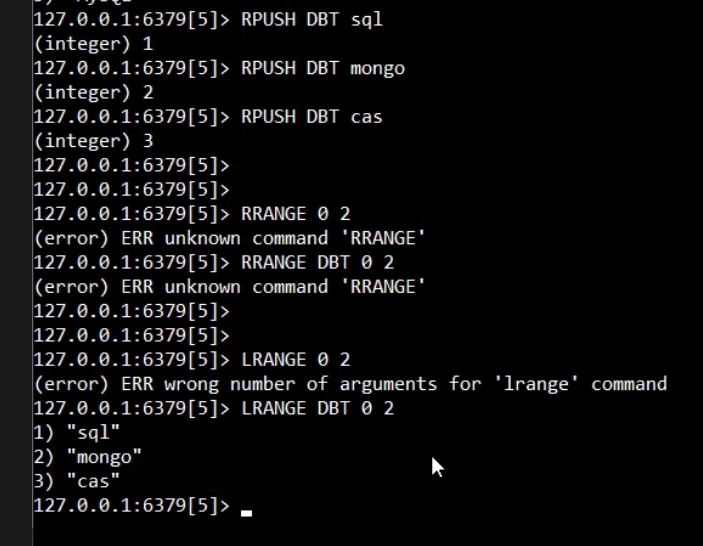 127.0.0.1:6379[5]> RPUSH DBT sql
(integer) 1
127.0.0.1:6379[5]> RPUSH DBT mongo
(integer) 2
127.0.0.1:6379[5]> RPUSH DBT cas
(integer) 3
127.0.0.1:6379[5]>
127.0.0.1:6379[5]>
127.0.0.1:6379[5]> RRANGE 0 2
(error) ERR unknown command 'RRANGE'
127.0.0.1:6379[5]> RRANGE DBT 0 2
(error) ERR unknown command 'RRANGE'
127.0.0.1:6379[5]>
127.0.0.1:6379[5]>
127.0.0.1:6379[5]> LRANGE 0 2
(error) ERR wrong number of arguments for 'lrange' command
127.0.0.1:6379[5]> LRANGE DBT 0 2
1) "sql"
2) "mongo"
3) "cas"
127.0.0.1:6379[5]>